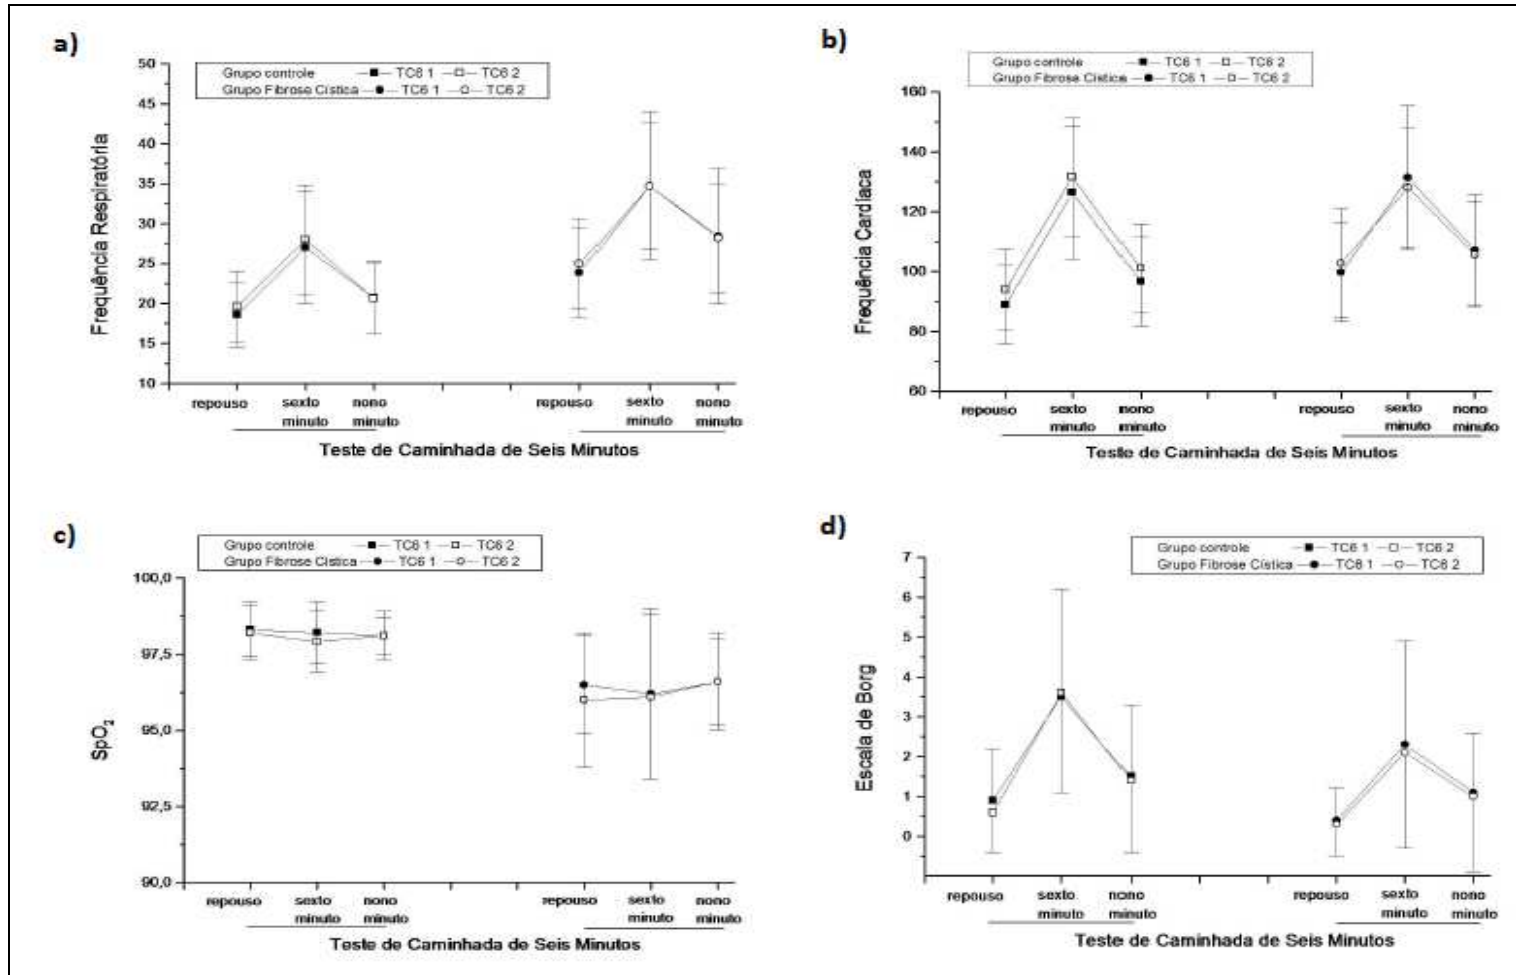 a)
Grupo controle TC6 1 TC6 2
Grupo Fibrose Cística TC6 1 TC6 2
Frequência Respiratória
50
45
40
35
30
25
20
15
10
repouso sexto minuto nono minuto repouso sexto minuto nono minuto
Teste de Caminhada de Seis Minutos
b)
Grupo controle TC6 1 TC6 2
Grupo Fibrose Cística TC6 1 TC6 2
Frequência Cardíaca
160
140
120
100
80
60
repouso sexto minuto nono minuto repouso sexto minuto nono minuto
Teste de Caminhada de Seis Minutos
c)
Grupo controle TC6 1 TC6 2
Grupo Fibrose Cística TC6 1 TC6 2
SpO₂
100,0
97,5
95,0
92,5
90,0
repouso sexto minuto nono minuto repouso sexto minuto nono minuto
Teste de Caminhada de Seis Minutos
d)
Grupo controle TC6 1 TC6 2
Grupo Fibrose Cística TC6 1 TC6 2
Escala de Borg
7
6
5
4
3
2
1
0
repouso sexto minuto nono minuto repouso sexto minuto nono minuto
Teste de Caminhada de Seis Minutos